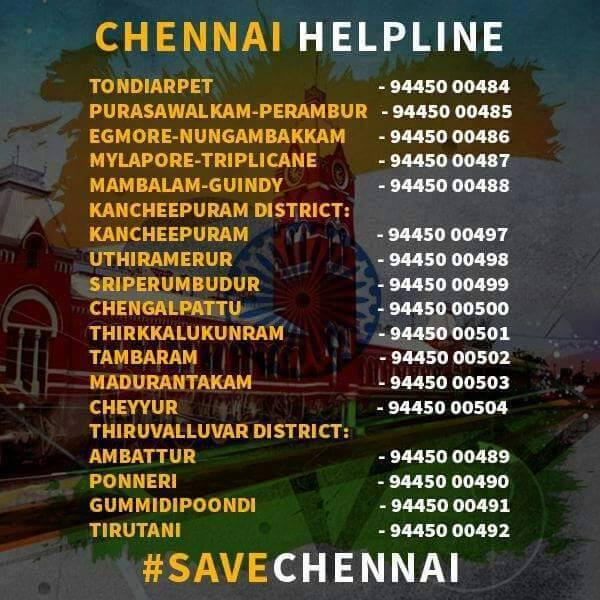 CHENNAI HELPLINE
TONDIARPET - 94450 00484
PURASAWALKAM-PERAMBUR - 94450 00485
EGMORE-NUNGAMBAKKAM - 94450 00486
MYLAPORE-TRIPLICANE - 94450 00487
MAMBALAM-GUINDY - 94450 00488
KANCHEEPURAM DISTRICT:
KANCHEEPURAM - 94450 00497
UTHIRAMERUR - 94450 00498
SRIPERUMBUDUR - 94450 00499
CHENGALPATTU - 94450 00500
THIRKKALUKUNRAM - 94450 00501
TAMBARAM - 94450 00502
MADURANTAKAM - 94450 00503
CHEYYUR - 94450 00504
THIRUVALLUVAR DISTRICT:
AMBATTUR - 94450 00489
PONNERI - 94450 00490
GUMMIDIPOONDI - 94450 00491
TIRUTANI - 94450 00492
#SAVECHENNAI